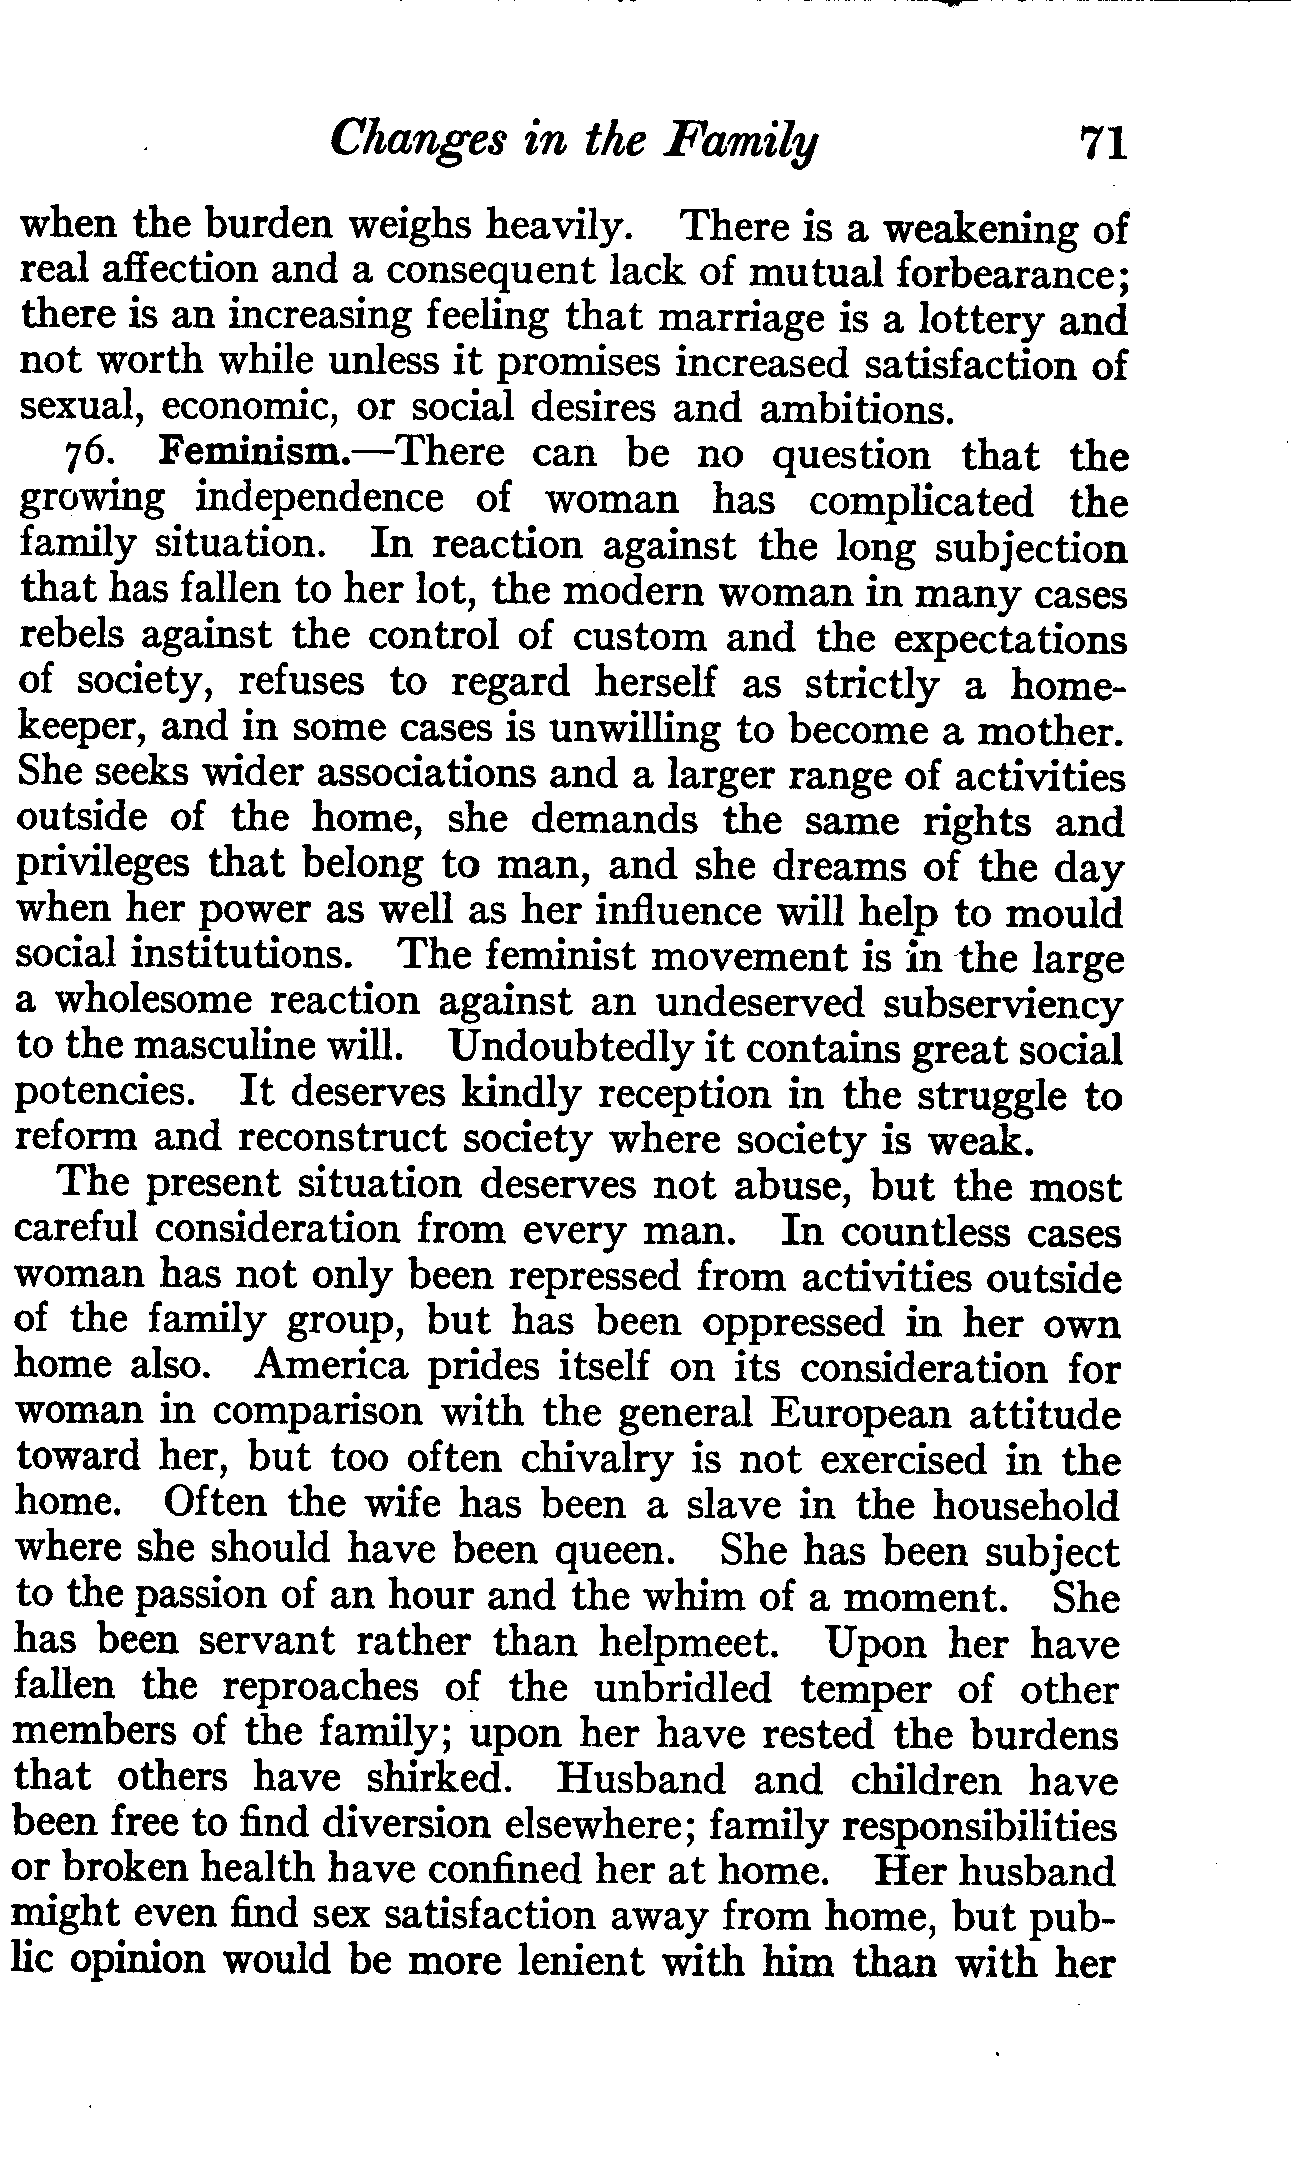 Changes in the Family 71
when the burden weighs heavily. There is a weakening of
real affection and a consequent lack of mutual forbearance;
there is an increasing feeling that marriage is a lottery and
not worth while unless it promises increased satisfaction of
sexual, economic, or social desires and ambitions.
76. Feminism.—There can be no question that the
growing independence of woman has complicated the
family situation. In reaction against the long subjection
that has fallen to her lot, the modern woman in many cases
rebels against the control of custom and the expectations
of society, refuses to regard herself as strictly a home-
keeper, and in some cases is unwilling to become a mother.
She seeks wider associations and a larger range of activities
outside of the home, she demands the same rights and
privileges that belong to man, and she dreams of the day
when her power as well as her influence will help to mould
social institutions. The feminist movement is in the large
a wholesome reaction against an undeserved subserviency
to the masculine will. Undoubtedly it contains great social
potencies. It deserves kindly reception in the struggle to
reform and reconstruct society where society is weak.
The present situation deserves not abuse, but the most
careful consideration from every man. In countless cases
woman has not only been repressed from activities outside
of the family group, but has been oppressed in her own
home also. America prides itself on its consideration for
woman in comparison with the general European attitude
toward her, but too often chivalry is not exercised in the
home. Often the wife has been a slave in the household
where she should have been queen. She has been subject
to the passion of an hour and the whim of a moment. She
has been servant rather than helpmeet. Upon her have
fallen the reproaches of the unbridled temper of other
members of the family; upon her have rested the burdens
that others have shirked. Husband and children have
been free to find diversion elsewhere; family responsibilities
or broken health have confined her at home. Her husband
might even find sex satisfaction away from home, but pub-
lic opinion would be more lenient with him than with her